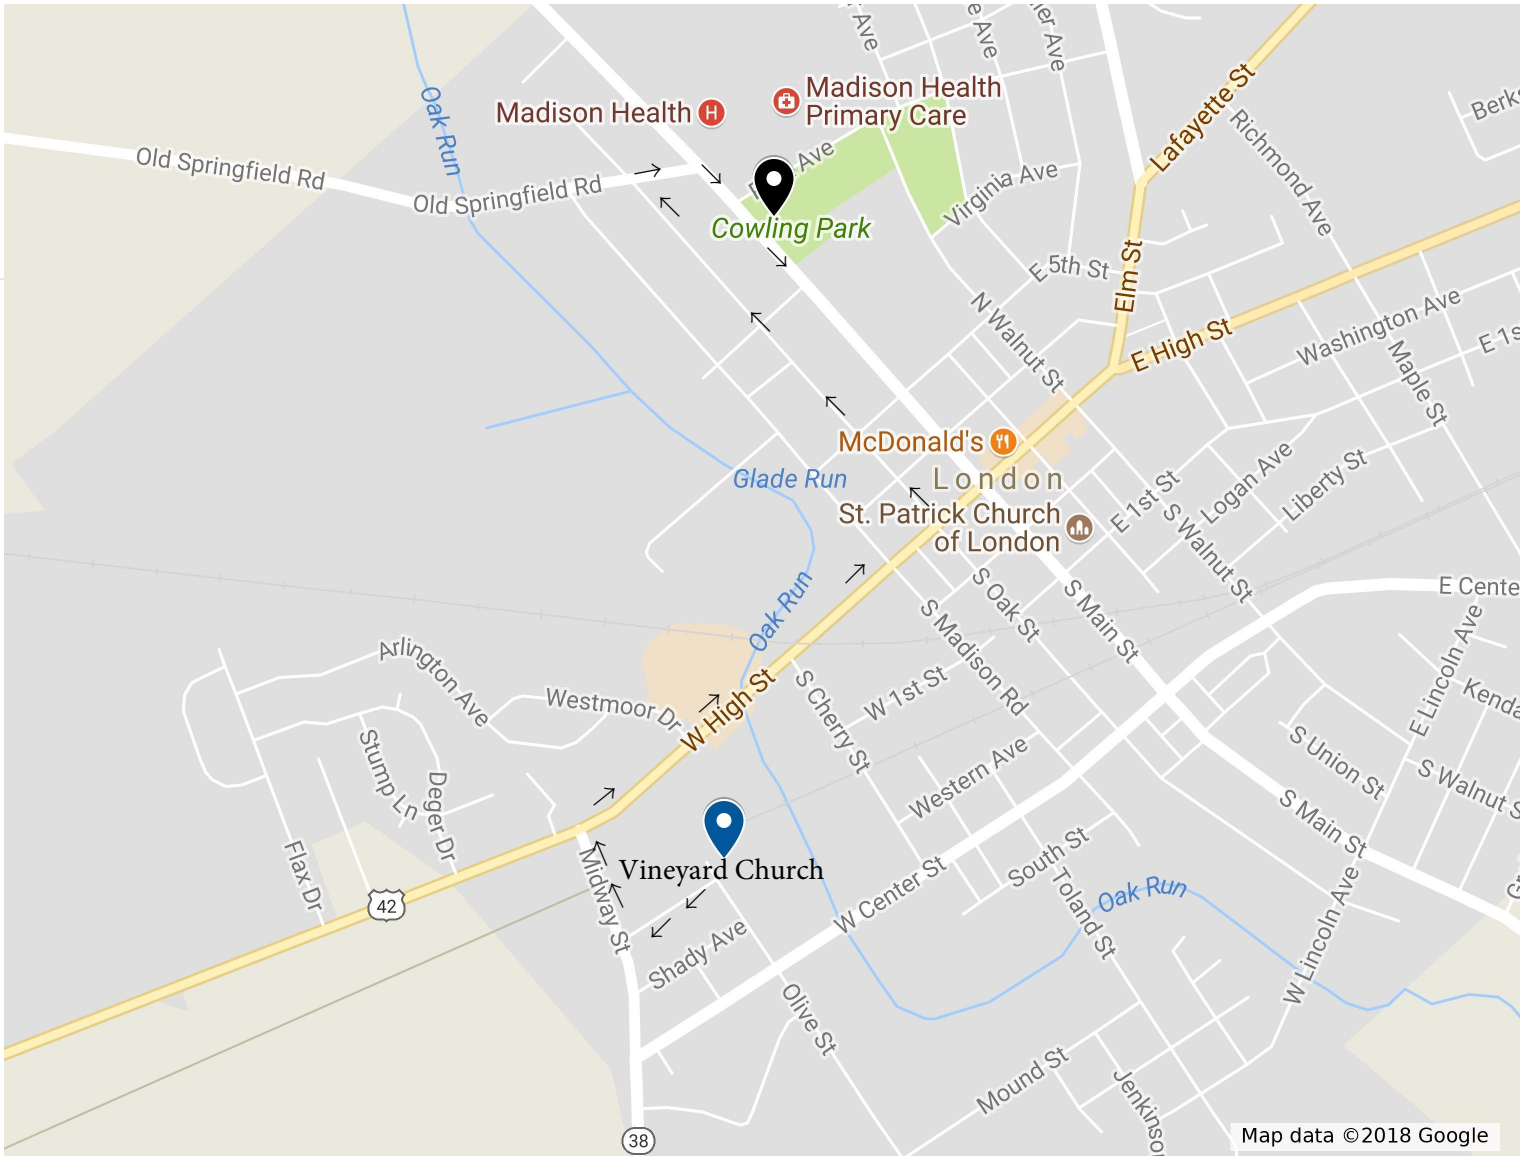 Madison Health
Madison Health
Primary Care
Ave
Ave
Ave
Oak Run
Old Springfield Rd
Old Springfield Rd
Ave
Cowling Park
Virginia Ave
E 5th St
Lafayette St
Elm St
Richmond Ave
E High St
N Walnut St
Washington Ave
Maple St
McDonald's
London
St. Patrick Church
of London
Glade Run
Oak Run
E 1st St
Logan Ave
Liberty St
S Walnut St
S Oak St
S Main St
S Madison Rd
E Lincoln Ave
Arlington Ave
Westmoor Dr
W High St
S Cherry St
W 1st St
Western Ave
Stump Ln
Deger Dr
Flax Dr
42
Midway St
Vineyard Church
Shady Ave
W Center St
South St
Toland St
Oak Run
S Union St
S Main St
W Lincoln Ave
Olive St
Mound St
38
Map data ©2018 Google